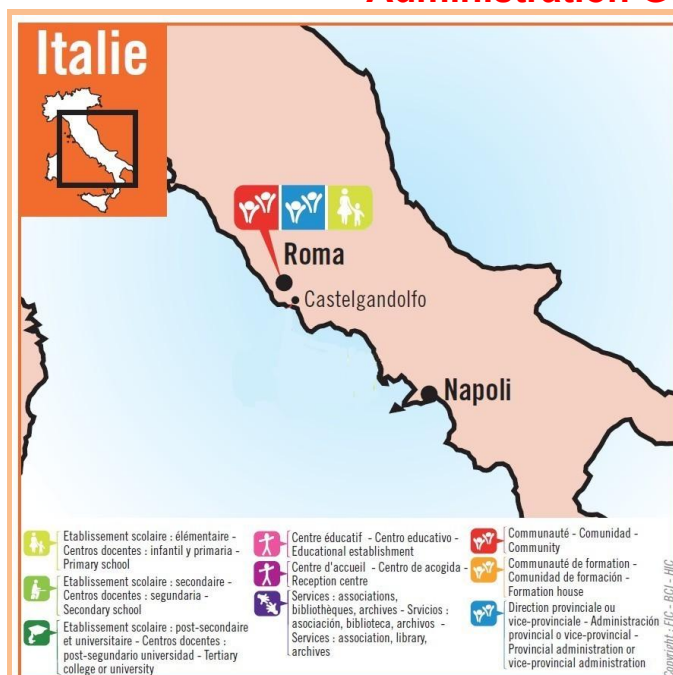 Administration
Italie
Roma
Castelgandolfo
Napoli
Etablissement scolaire : élémentaire -
Centros docentes : infantil y primaria -
Primary school
Etablissement scolaire : secondaire -
Centros docentes : segundaria -
Secondary school
Etablissement scolaire : post-secondaire
et universitaire - Centros docentes :
post-segundario universidad - Tertiary
college or university
Centre éducatif - Centro educativo -
Educational establishment
Centre d'accueil - Centro de acogida -
Reception centre
Services : associations,
bibliothèques, archives - Srvicios :
asociación, biblioteca, archivos -
Services : association, library,
archives
Communauté - Comunidad -
Community
Communauté de formation -
Comunidad de formación -
Formation house
Direction provinciale ou
vice-provinciale - Administración
provincial o vice-provincial -
Provincial administration or
vice-provincial administration
Copyright : FIC - BCI - HIC